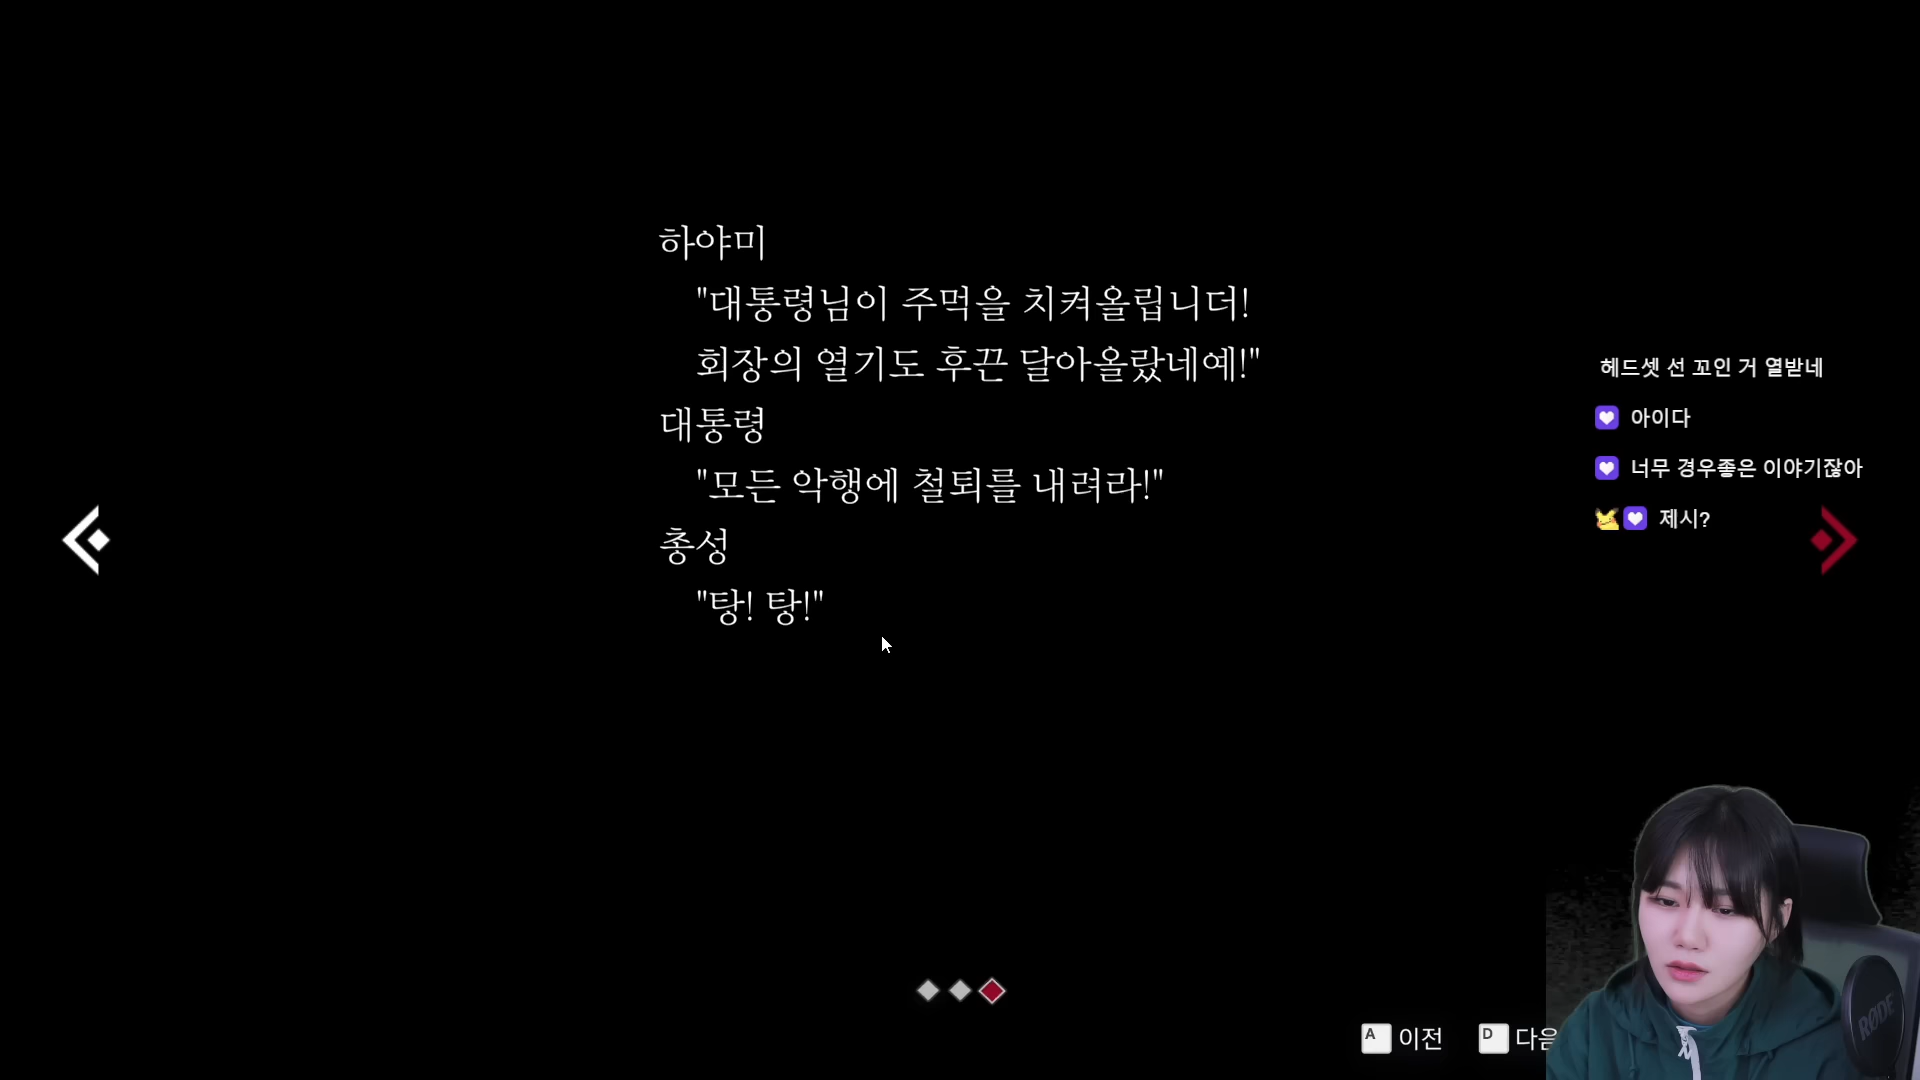 하야미
"대통령님이 주먹을 치켜올립니더!
회장의 열기도 후끈 달아올랐네예!"
대통령
"모든 악행에 철퇴를 내려라!"
총성
"탕! 탕!"
헤드셋 선 꼬인 거 열받네
아이다
너무 경우좋은 이야기잖아
제시?
A 이전
D 다음
RØDE